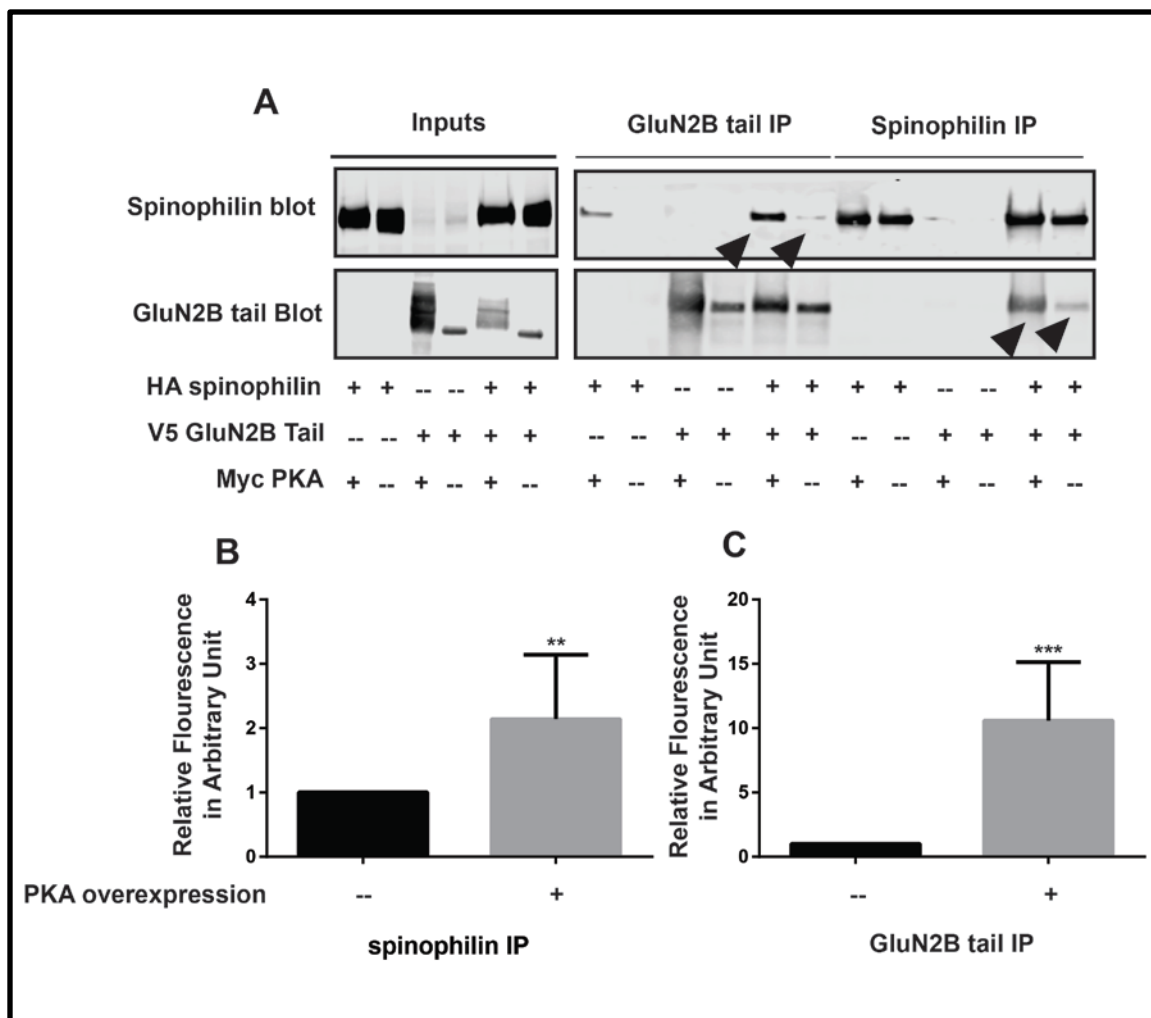 A
Inputs GluN2B tail IP Spinophilin IP
Spinophilin blot
GluN2B tail Blot
HA spinophilin + + -- -- + + + + -- -- + + + + -- -- + +
V5 GluN2B Tail -- -- + + + + -- -- + + + + -- -- + + + +
Myc PKA + -- + -- + -- + -- + -- + -- + -- + -- + --
B
Relative Flourescence
in Arbitrary Unit
4
3
2
1
0
**
PKA overexpression -- +
spinophilin IP
C
Relative Flourescence
in Arbitrary Unit
20
15
10
5
0
***
-- +
GluN2B tail IP